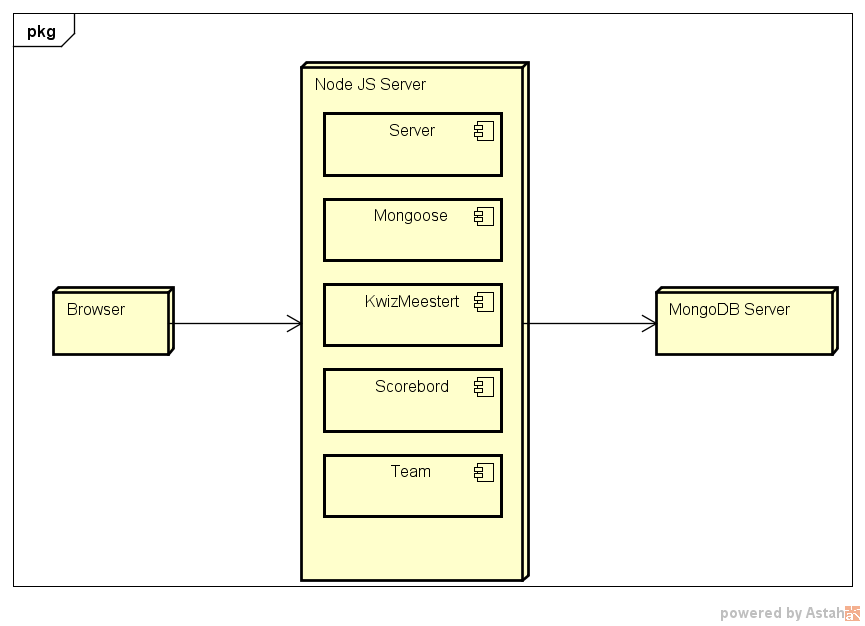 pkg
Node JS Server
Server
Mongoose
KwizMeestert
Scorebord
Team
Browser
MongoDB Server
powered by Astah